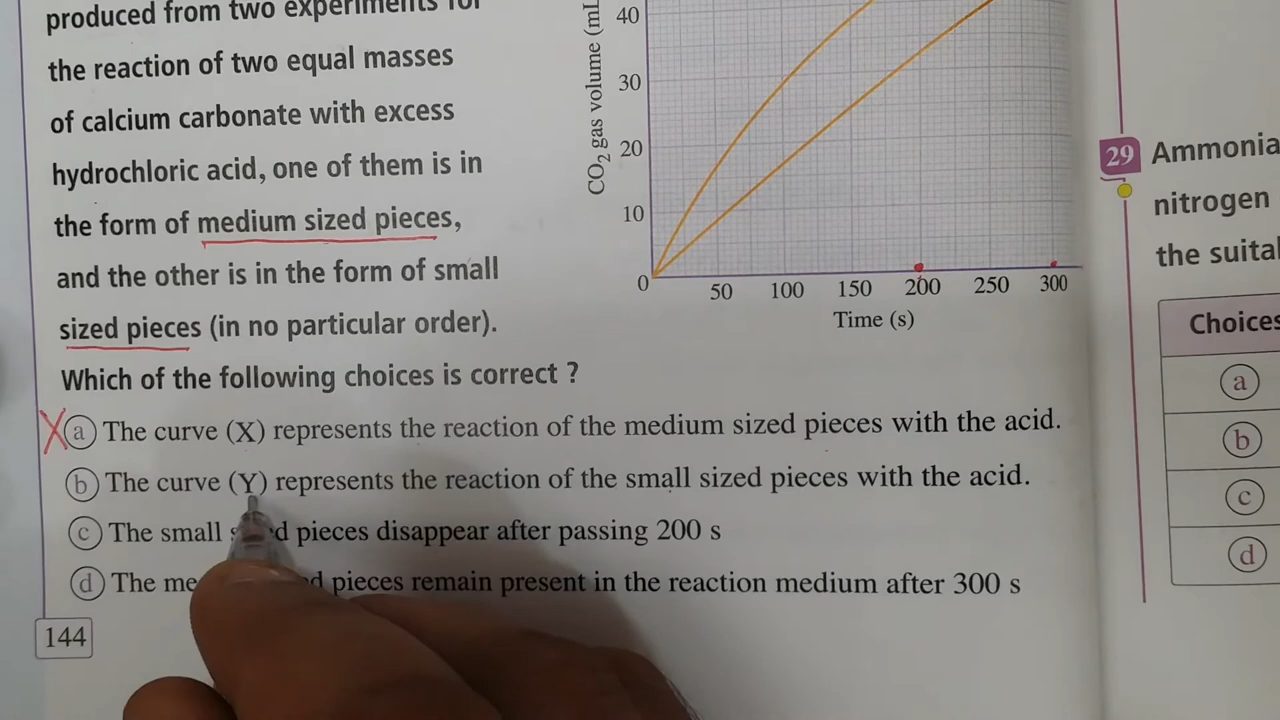 produced from two experiments for
the reaction of two equal masses
of calcium carbonate with excess
hydrochloric acid, one of them is in
the form of medium sized pieces,
and the other is in the form of small
sized pieces (in no particular order).
Which of the following choices is correct ?
X a The curve (X) represents the reaction of the medium sized pieces with the acid.
b The curve (Y) represents the reaction of the small sized pieces with the acid.
c The small pieces disappear after passing 200 s
d The pieces remain present in the reaction medium after 300 s
144
CO2 gas volume (mL
40
30
20
10
0
50 100 150 200 250 300
Time (s)
29 Ammonia
nitrogen
the
Choices
a
b
c
d